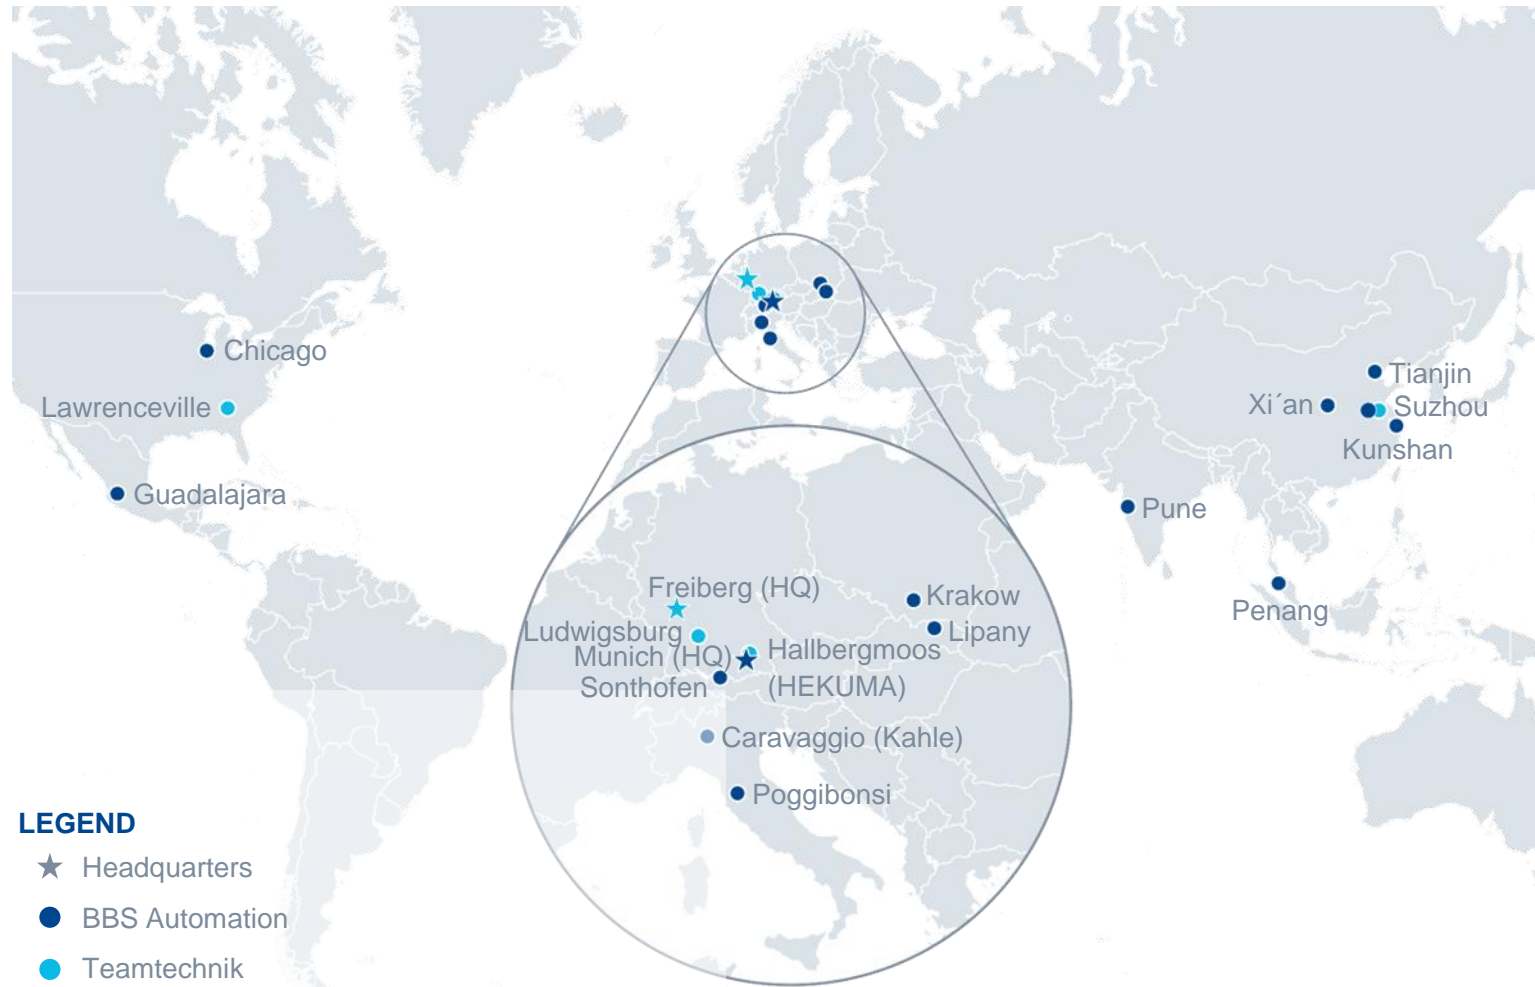 Chicago
Lawrenceville
Guadalajara
Tianjin
Xi´an
Suzhou
Kunshan
Pune
Penang
Freiberg (HQ)
Krakow
Ludwigsburg
Lipany
Munich (HQ)
Hallbergmoos
(HEKUMA)
Sonthofen
Caravaggio (Kahle)
Poggibonsi
LEGEND
Headquarters
BBS Automation
Teamtechnik